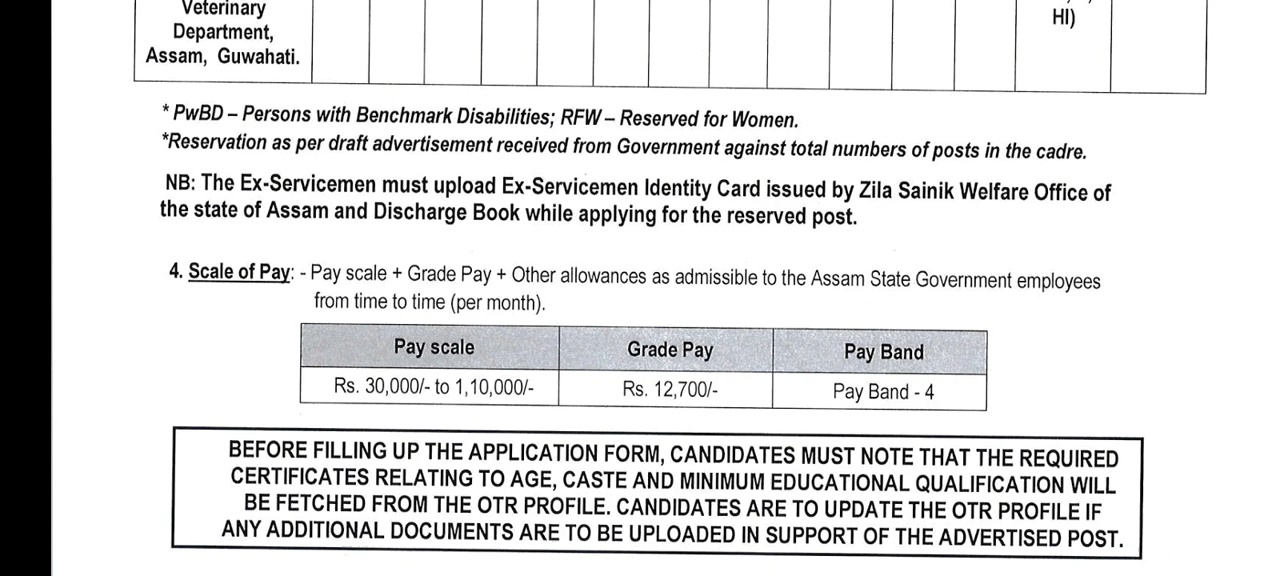 Veterinary
Department,
Assam, Guwahati.
HI)
* PwBD – Persons with Benchmark Disabilities; RFW – Reserved for Women.
*Reservation as per draft advertisement received from Government against total numbers of posts in the cadre.
NB: The Ex-Servicemen must upload Ex-Servicemen Identity Card issued by Zila Sainik Welfare Office of
the state of Assam and Discharge Book while applying for the reserved post.
4. Scale of Pay: - Pay scale + Grade Pay + Other allowances as admissible to the Assam State Government employees
from time to time (per month).
Pay scale Grade Pay Pay Band
Rs. 30,000/- to 1,10,000/- Rs. 12,700/- Pay Band - 4
BEFORE FILLING UP THE APPLICATION FORM, CANDIDATES MUST NOTE THAT THE REQUIRED
CERTIFICATES RELATING TO AGE, CASTE AND MINIMUM EDUCATIONAL QUALIFICATION WILL
BE FETCHED FROM THE OTR PROFILE. CANDIDATES ARE TO UPDATE THE OTR PROFILE IF
ANY ADDITIONAL DOCUMENTS ARE TO BE UPLOADED IN SUPPORT OF THE ADVERTISED POST.